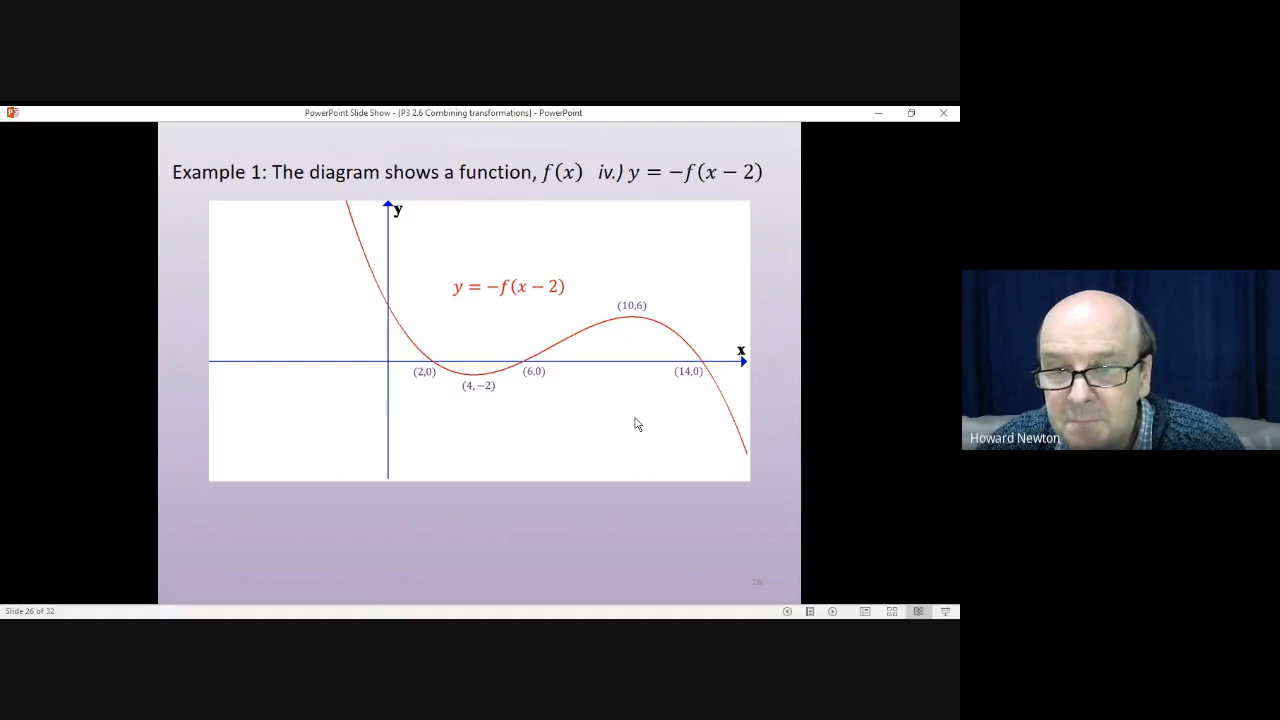 PowerPoint Slide Show - [P3 2.6 Combining transformations] - PowerPoint
Example 1: The diagram shows a function, f(x) iv.) y = −f(x − 2)
y
y = −f(x − 2)
(10,6)
x
(2,0)
(6,0)
(14,0)
(4,−2)
Howard Newton
26
Slide 26 of 32